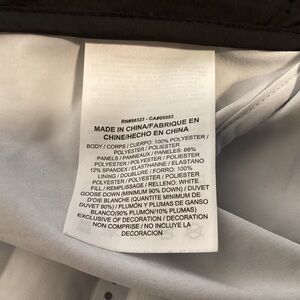 RN#56323 - CA#05553
MADE IN CHINA/FABRIQUE EN
CHINE/HECHO EN CHINA
BODY / CORPS / CUERPO: 100% POLYESTER /
POLYESTER / POLIESTER
PANELS / PANNEAUX / PANELES: 88%
POLYESTER / POLYESTER / POLIESTER
12% SPANDEX / ELASTHANNE / ELASTANO
LINING / DOUBLURE / FORRO: 100%
POLYESTER / POLYESTER / POLIESTER
FILL / REMPLISSAGE / RELLENO: WHITE
GOOSE DOWN (MINIMUM 90% DOWN) / DUVET
D'OIE BLANCHE (QUANTITE MINIMUM DE
DUVET 90%) / PLUMÓN Y PLUMAS DE GANSO
BLANCO(90% PLUMÓN/10% PLUMAS)
EXCLUSIVE OF DECORATION / DECORATION
NON COMPRISE / NO INCLUYE LA
DECORACION